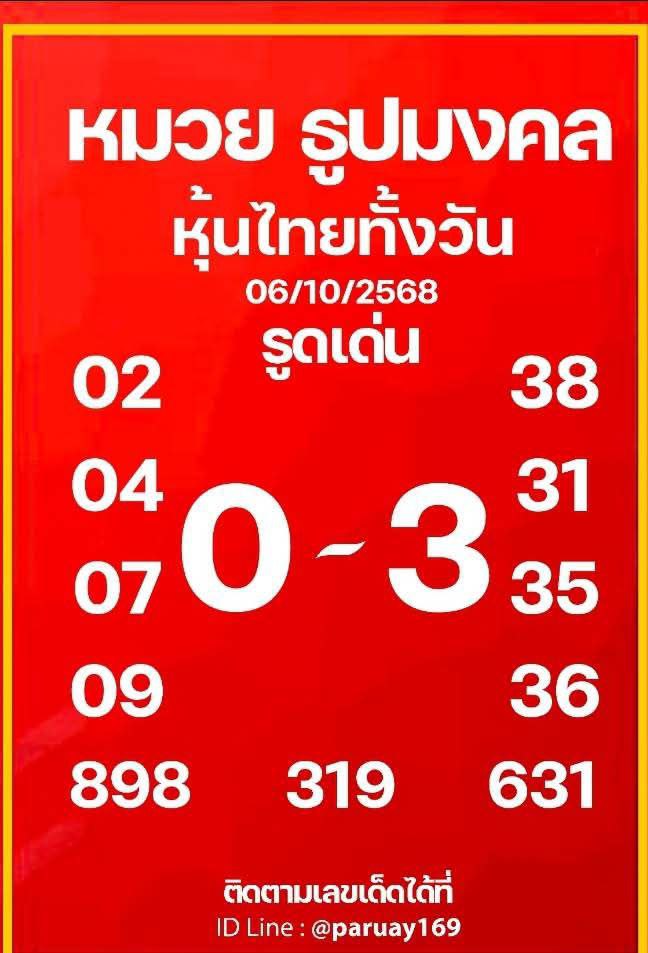 หมวย ธูปมงคล
หุ้นไทยทั้งวัน
06/10/2568
รูดเด่น
02 38
04 31
0 - 3
07 35
09 36
898 319 631
ติดตามเลขเด็ดได้ที่
ID Line : @paruay169